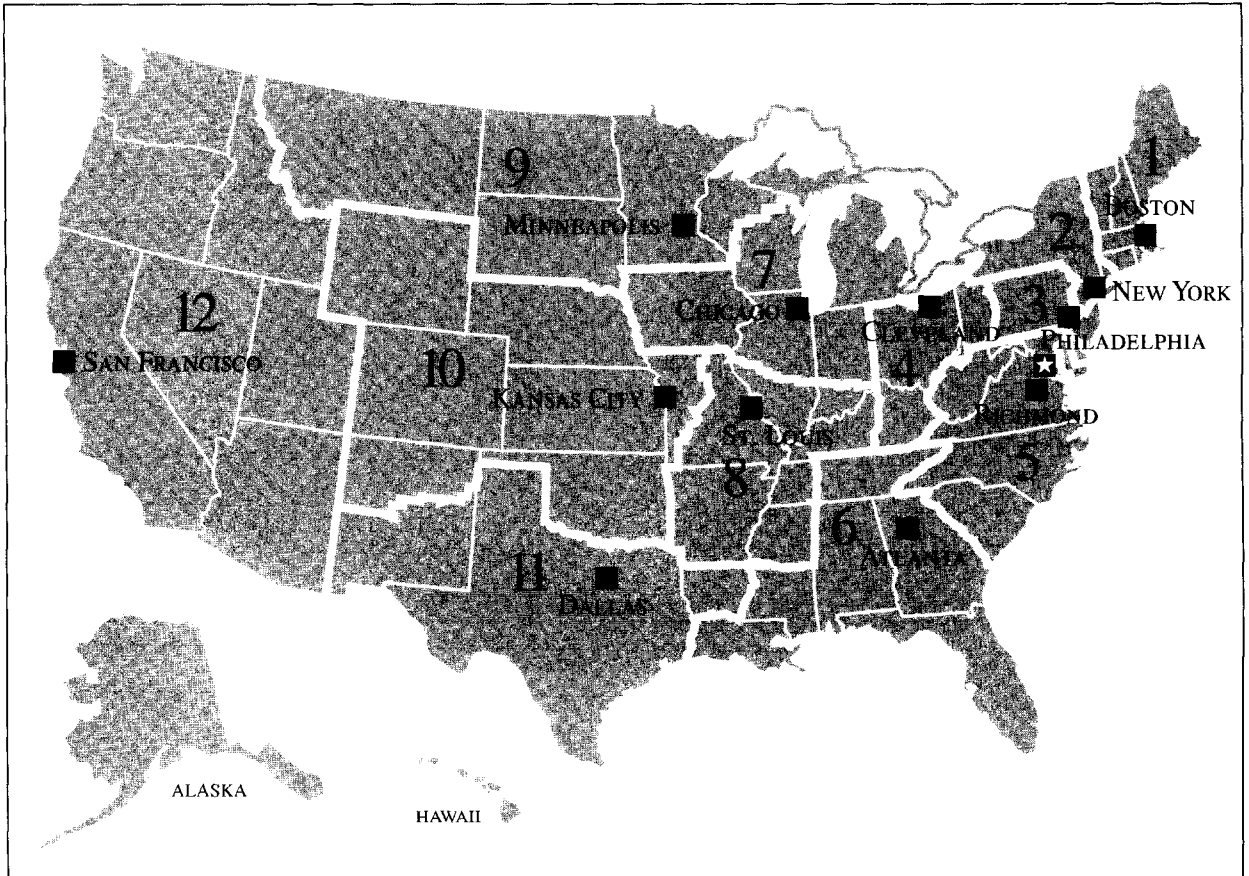 1
BOSTON
9
2
MINNEAPOLIS
7
NEW YORK
12
CHICAGO
3
CLEVELAND
PHILADELPHIA
SAN FRANCISCO
10
4
KANSAS CITY
RICHMOND
ST. LOUIS
5
8
6
ATLANTA
11
DALLAS
ALASKA
HAWAII